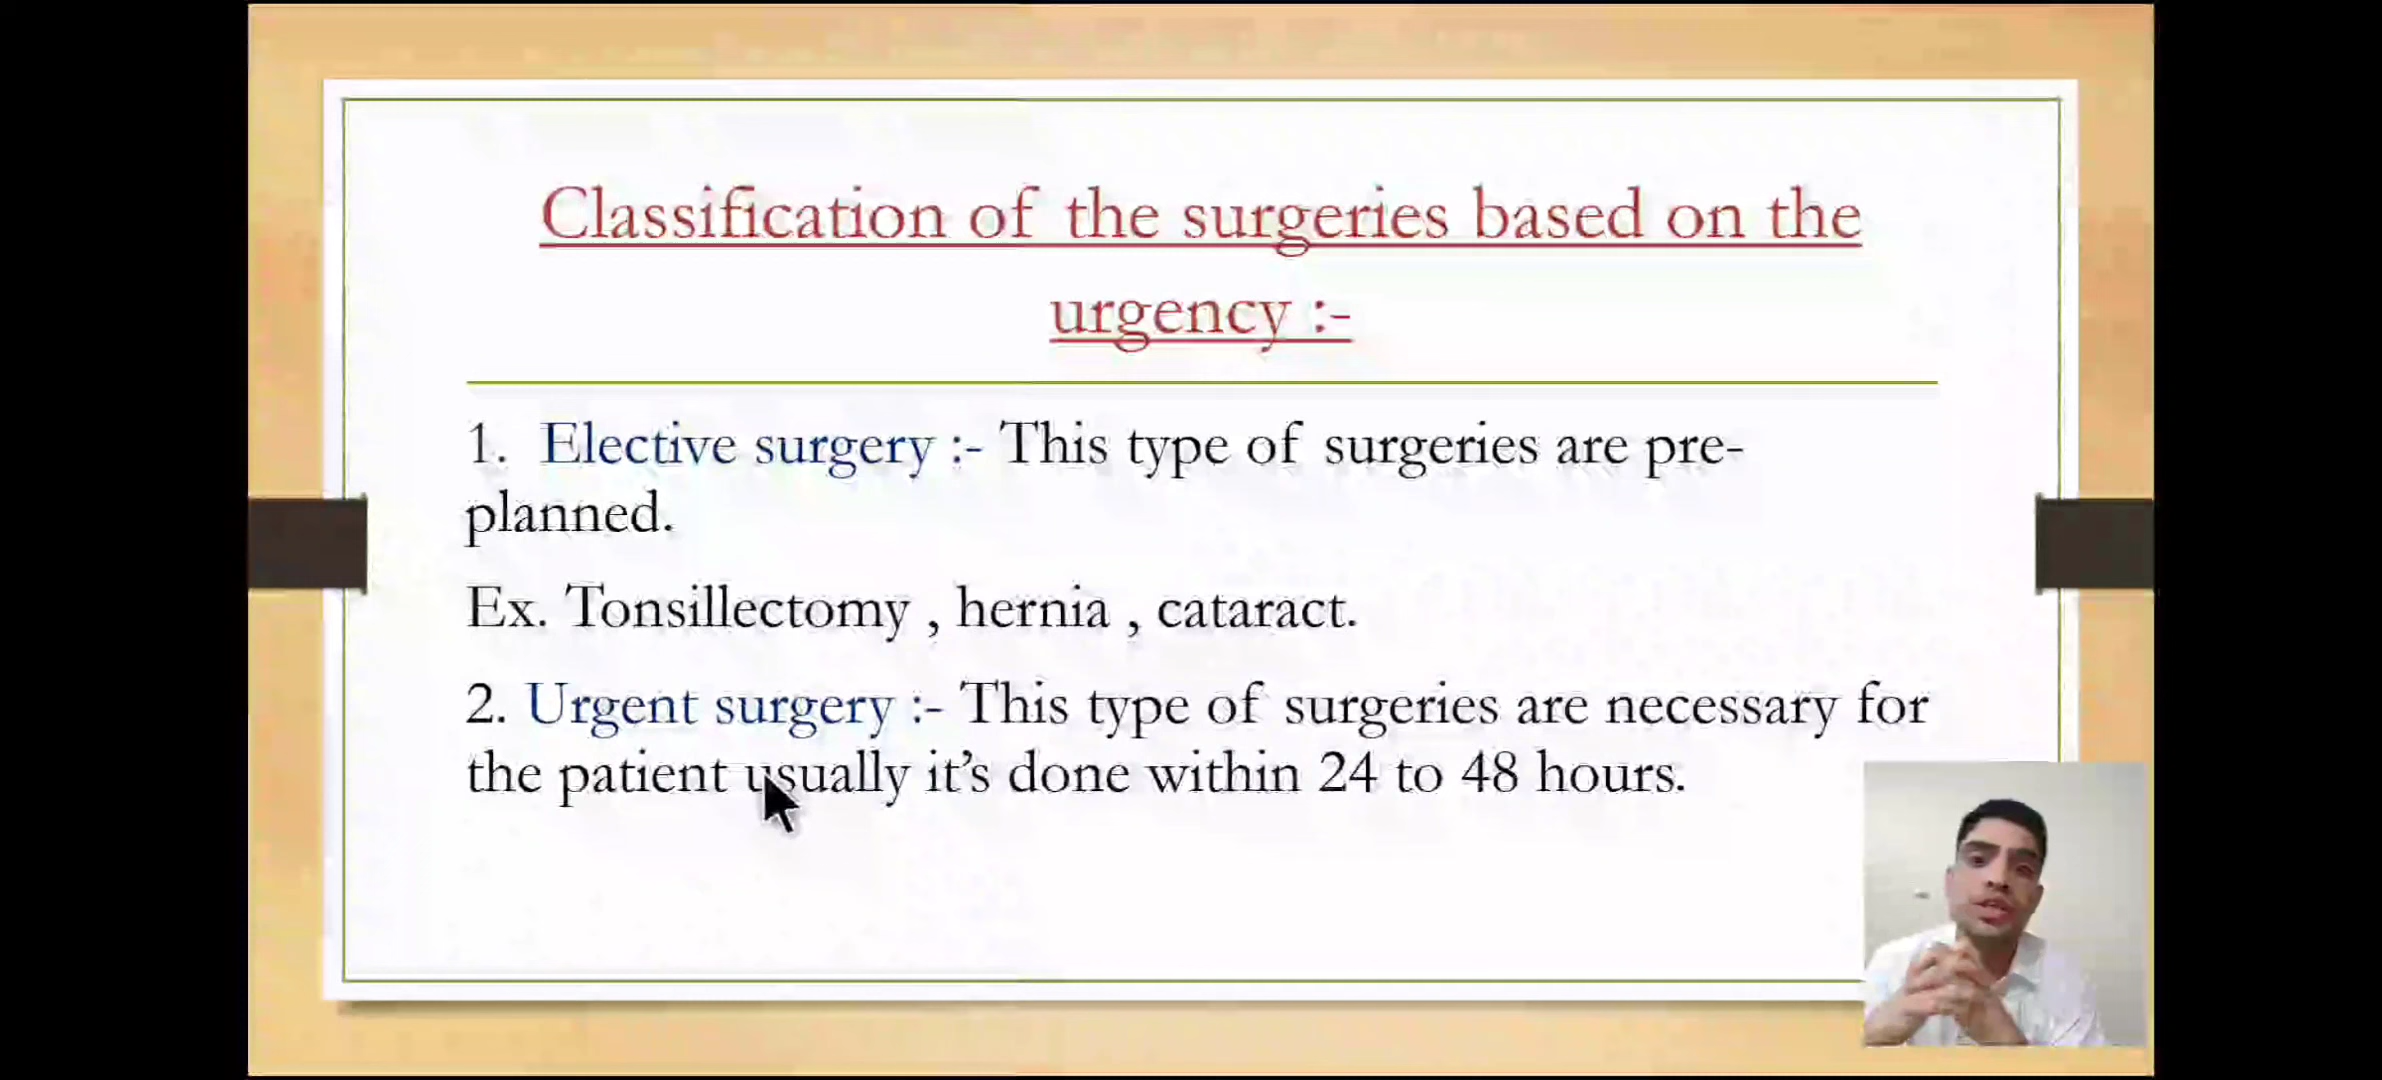 Classification of the surgeries based on the
urgency :-
1. Elective surgery :- This type of surgeries are pre-
planned.
Ex. Tonsillectomy , hernia , cataract.
2. Urgent surgery :- This type of surgeries are necessary for
the patient usually it’s done within 24 to 48 hours.